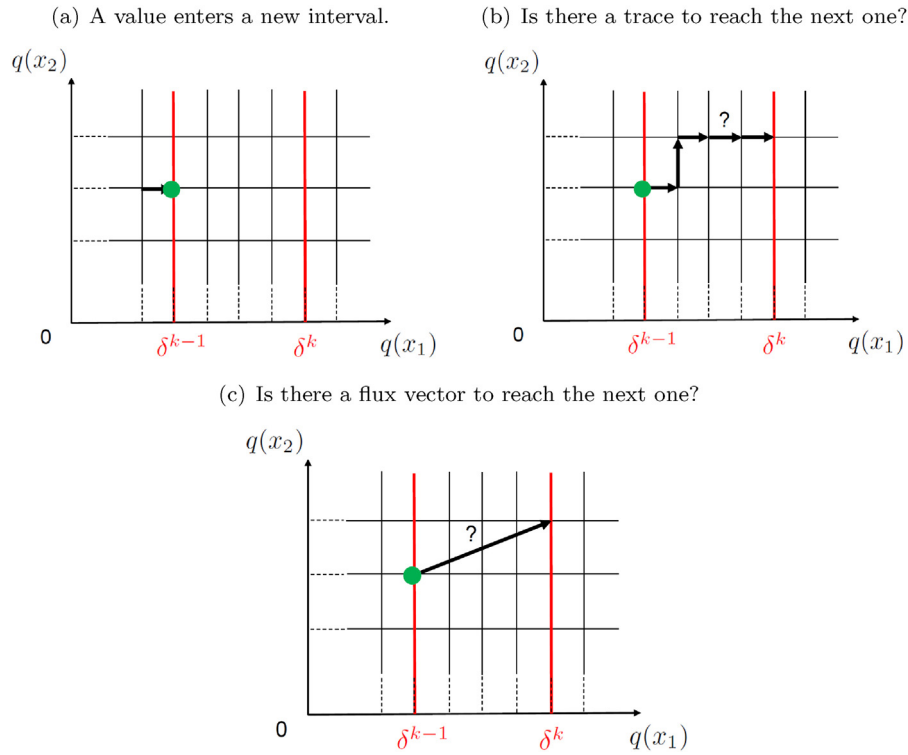 (a) A value enters a new interval.
q(x₂)
0
δᵏ⁻¹
δᵏ
q(x₁)
(b) Is there a trace to reach the next one?
q(x₂)
?
0
δᵏ⁻¹
δᵏ
q(x₁)
(c) Is there a flux vector to reach the next one?
q(x₂)
?
0
δᵏ⁻¹
δᵏ
q(x₁)